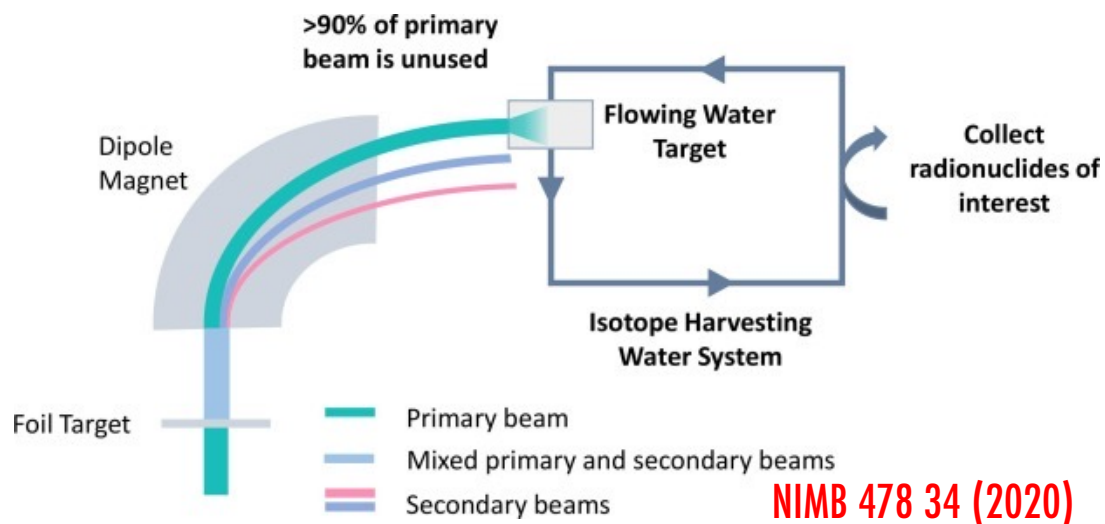 >90% of primary
beam is unused
Dipole
Magnet
Flowing Water
Target
Collect
radionuclides of
interest
Isotope Harvesting
Water System
Foil Target
Primary beam
Mixed primary and secondary beams
Secondary beams
NIMB 478 34 (2020)